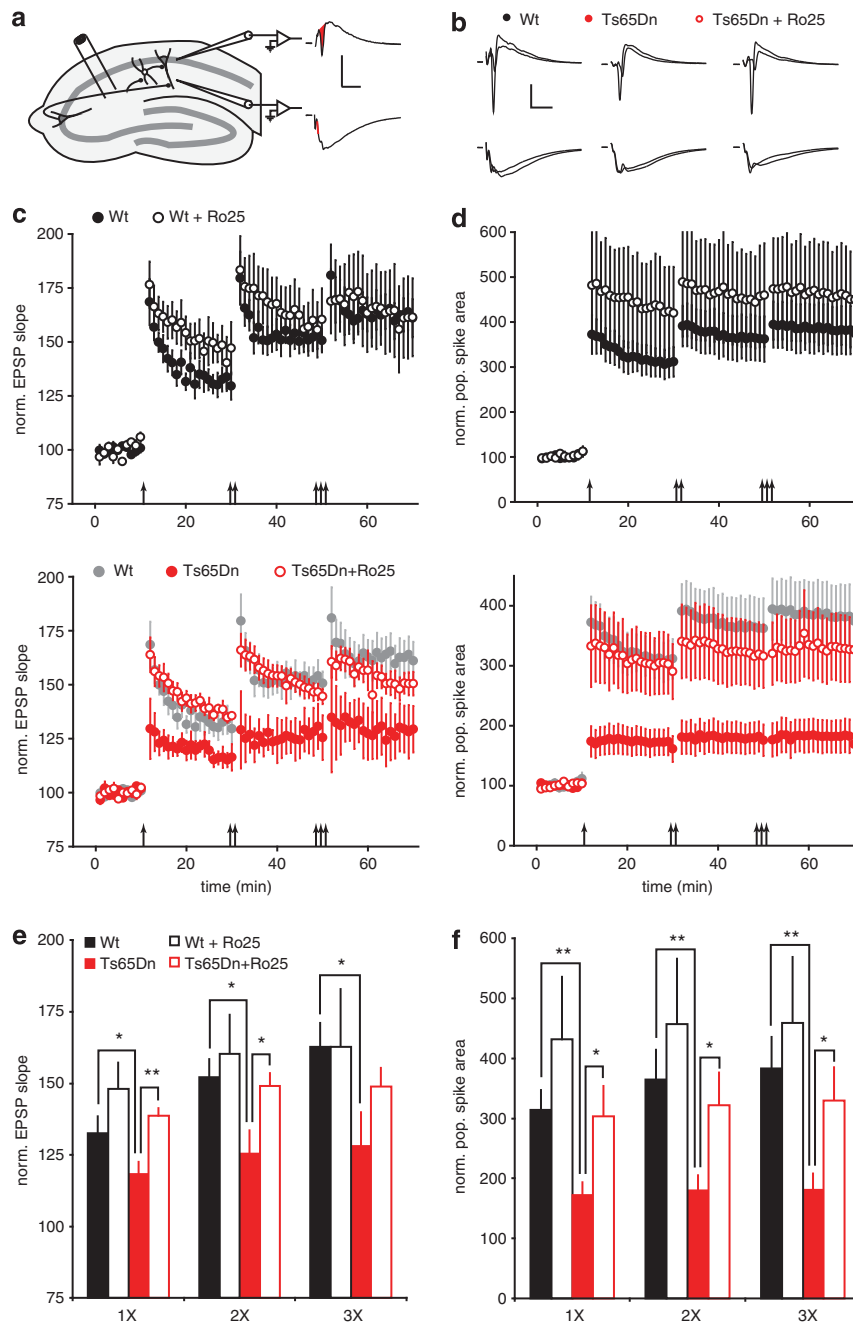 a
b
Wt
Ts65Dn
Ts65Dn + Ro25
c
Wt
Wt + Ro25
200
175
150
125
100
75
norm. EPSP slope
0
20
40
60
d
600
500
400
300
200
100
0
norm. pop. spike area
0
20
40
60
Wt
Ts65Dn
Ts65Dn+Ro25
200
175
150
125
100
75
norm. EPSP slope
0
20
40
60
time (min)
400
300
200
100
0
norm. pop. spike area
0
20
40
60
time (min)
e
Wt
Wt + Ro25
Ts65Dn
Ts65Dn+Ro25
200
175
150
125
100
75
norm. EPSP slope
*
**
*
*
*
1X
2X
3X
f
600
500
400
300
200
100
0
norm. pop. spike area
**
*
**
*
**
*
1X
2X
3X